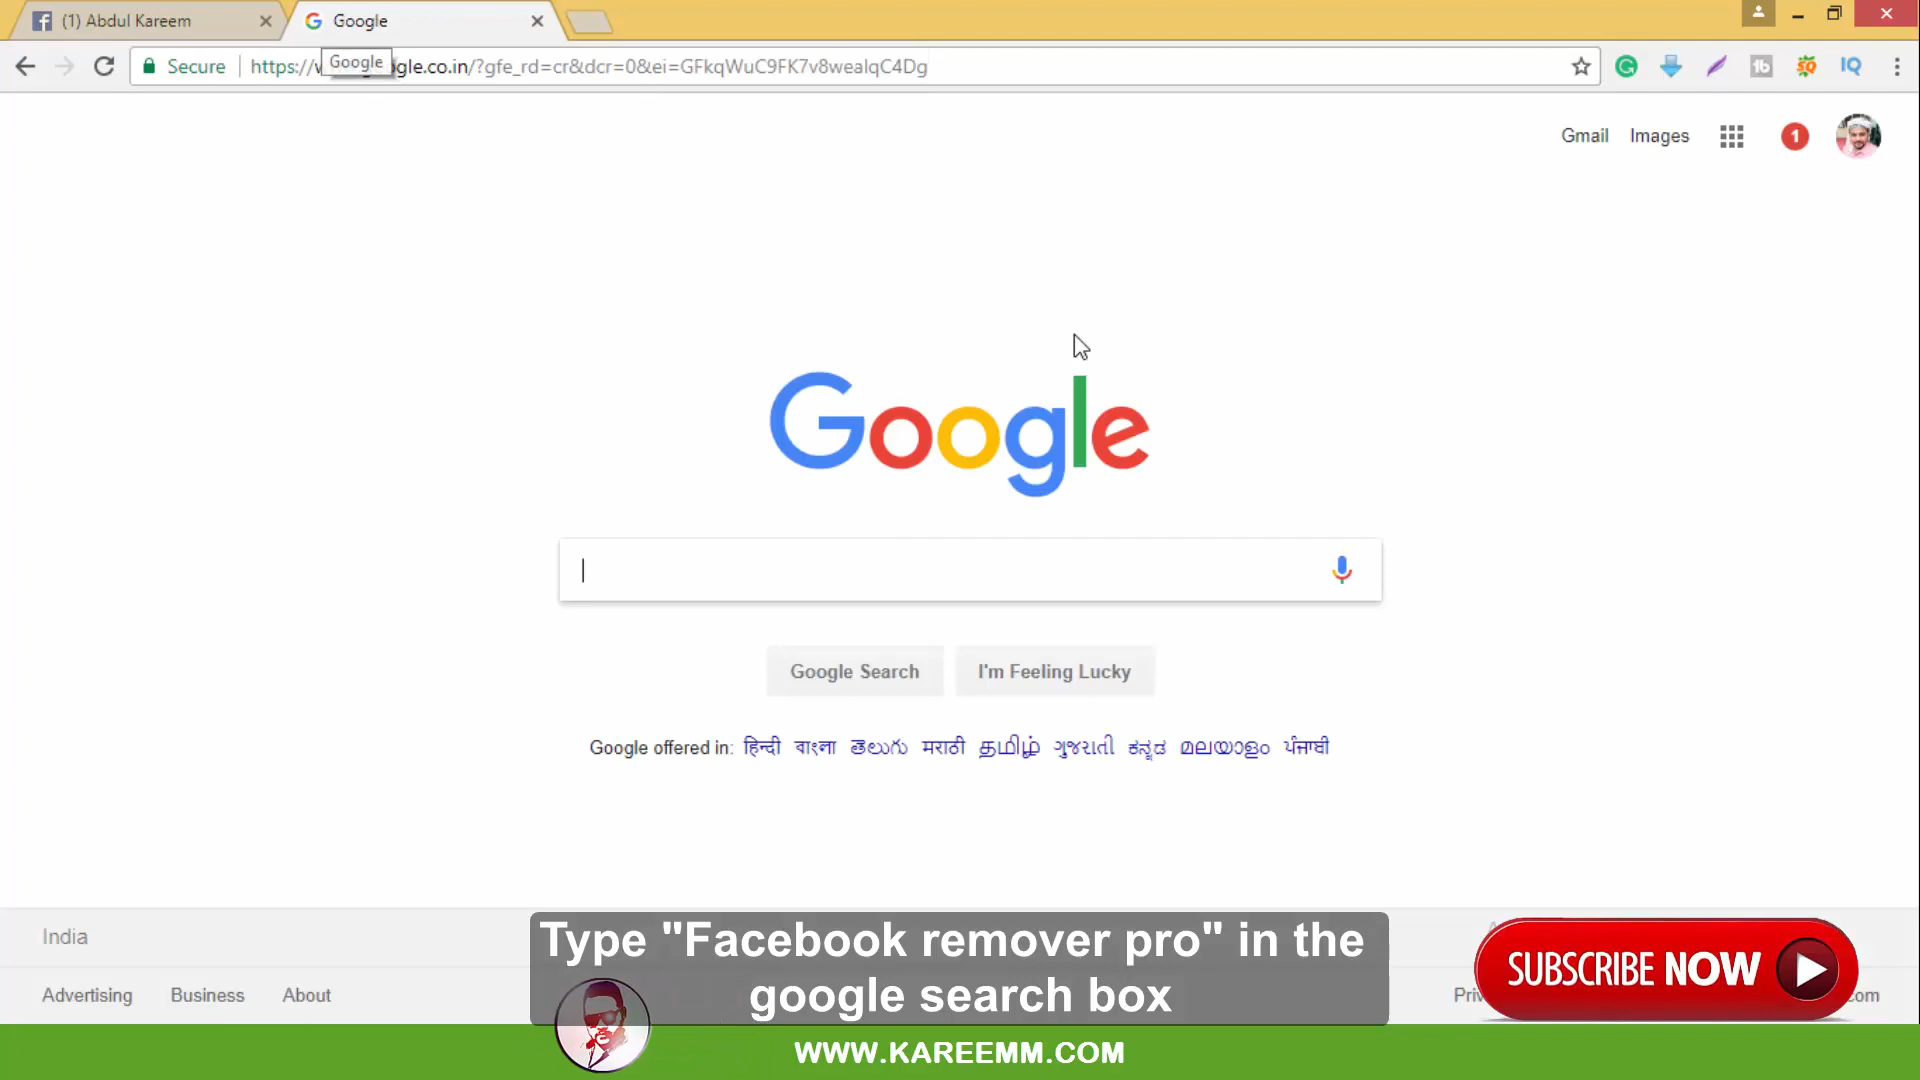 (1) Abdul Kareem
Google
Google
Secure
https://w gle.co.in/?gfe_rd=cr&dcr=0&ei=GFkqWuC9FK7v8wealqC4Dg
Gmail Images 1
Google
Google Search
I'm Feeling Lucky
Google offered in: हिन्दी বাংলা తెలుగు मराठी தமிழ் ગુજરાતી ಕನ್ನಡ മലയാളം ਪੰਜਾਬੀ
India
Advertising Business About
Type "Facebook remover pro" in the
google search box
SUBSCRIBE NOW
WWW.KAREEMM.COM